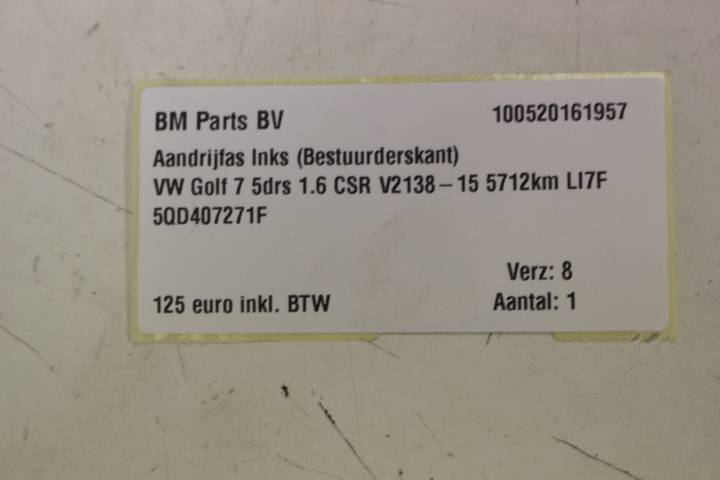 BM Parts BV 100520161957
Aandrijfas lnks (Bestuurderskant)
VW Golf 7 5drs 1.6 CSR V2138-15 5712km LI7F
5QD407271F
Verz: 8
125 euro inkl. BTW Aantal: 1